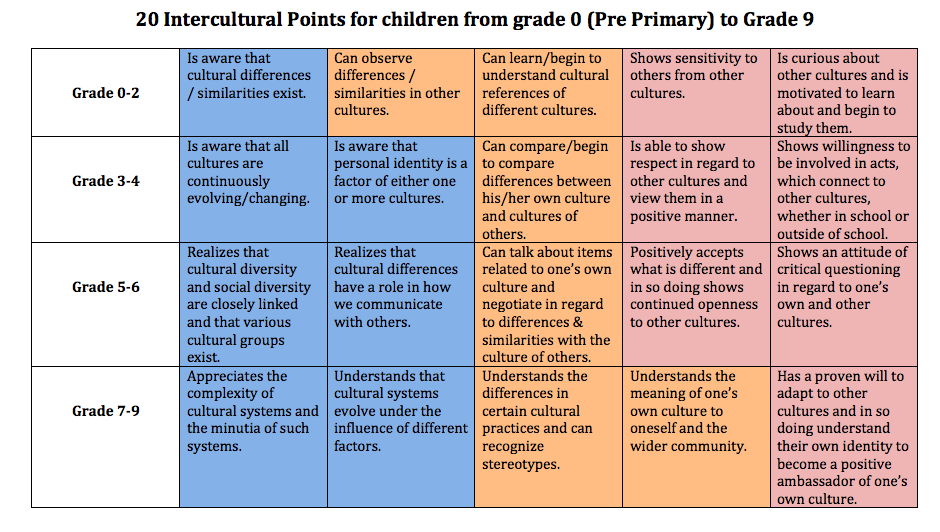 20 Intercultural Points for children from grade 0 (Pre Primary) to Grade 9
Grade 0-2
Is aware that
cultural differences
/ similarities exist.
Can observe
differences /
similarities in other
cultures.
Can learn/begin to
understand cultural
references of
different cultures.
Shows sensitivity to
others from other
cultures.
Is curious about
other cultures and is
motivated to learn
about and begin to
study them.
Grade 3-4
Is aware that all
cultures are
continuously
evolving/changing.
Is aware that
personal identity is a
factor of either one
or more cultures.
Can compare/begin
to compare
differences between
his/her own culture
and cultures of
others.
Is able to show
respect in regard to
other cultures and
view them in a
positive manner.
Shows willingness to
be involved in acts,
which connect to
other cultures,
whether in school or
outside of school.
Grade 5-6
Realizes that
cultural diversity
and social diversity
are closely linked
and that various
cultural groups
exist.
Realizes that
cultural differences
have a role in how
we communicate
with others.
Can talk about items
related to one's own
culture and
negotiate in regard
to differences &
similarities with the
culture of others.
Positively accepts
what is different and
in so doing shows
continued openness
to other cultures.
Shows an attitude of
critical questioning
in regard to one's
own and other
cultures.
Grade 7-9
Appreciates the
complexity of
cultural systems and
the minutia of such
systems.
Understands that
cultural systems
evolve under the
influence of different
factors.
Understands the
differences in
certain cultural
practices and can
recognize
stereotypes.
Understands the
meaning of one's
own culture to
oneself and the
wider community.
Has a proven will to
adapt to other
cultures and in so
doing understand
their own identity to
become a positive
ambassador of one's
own culture.